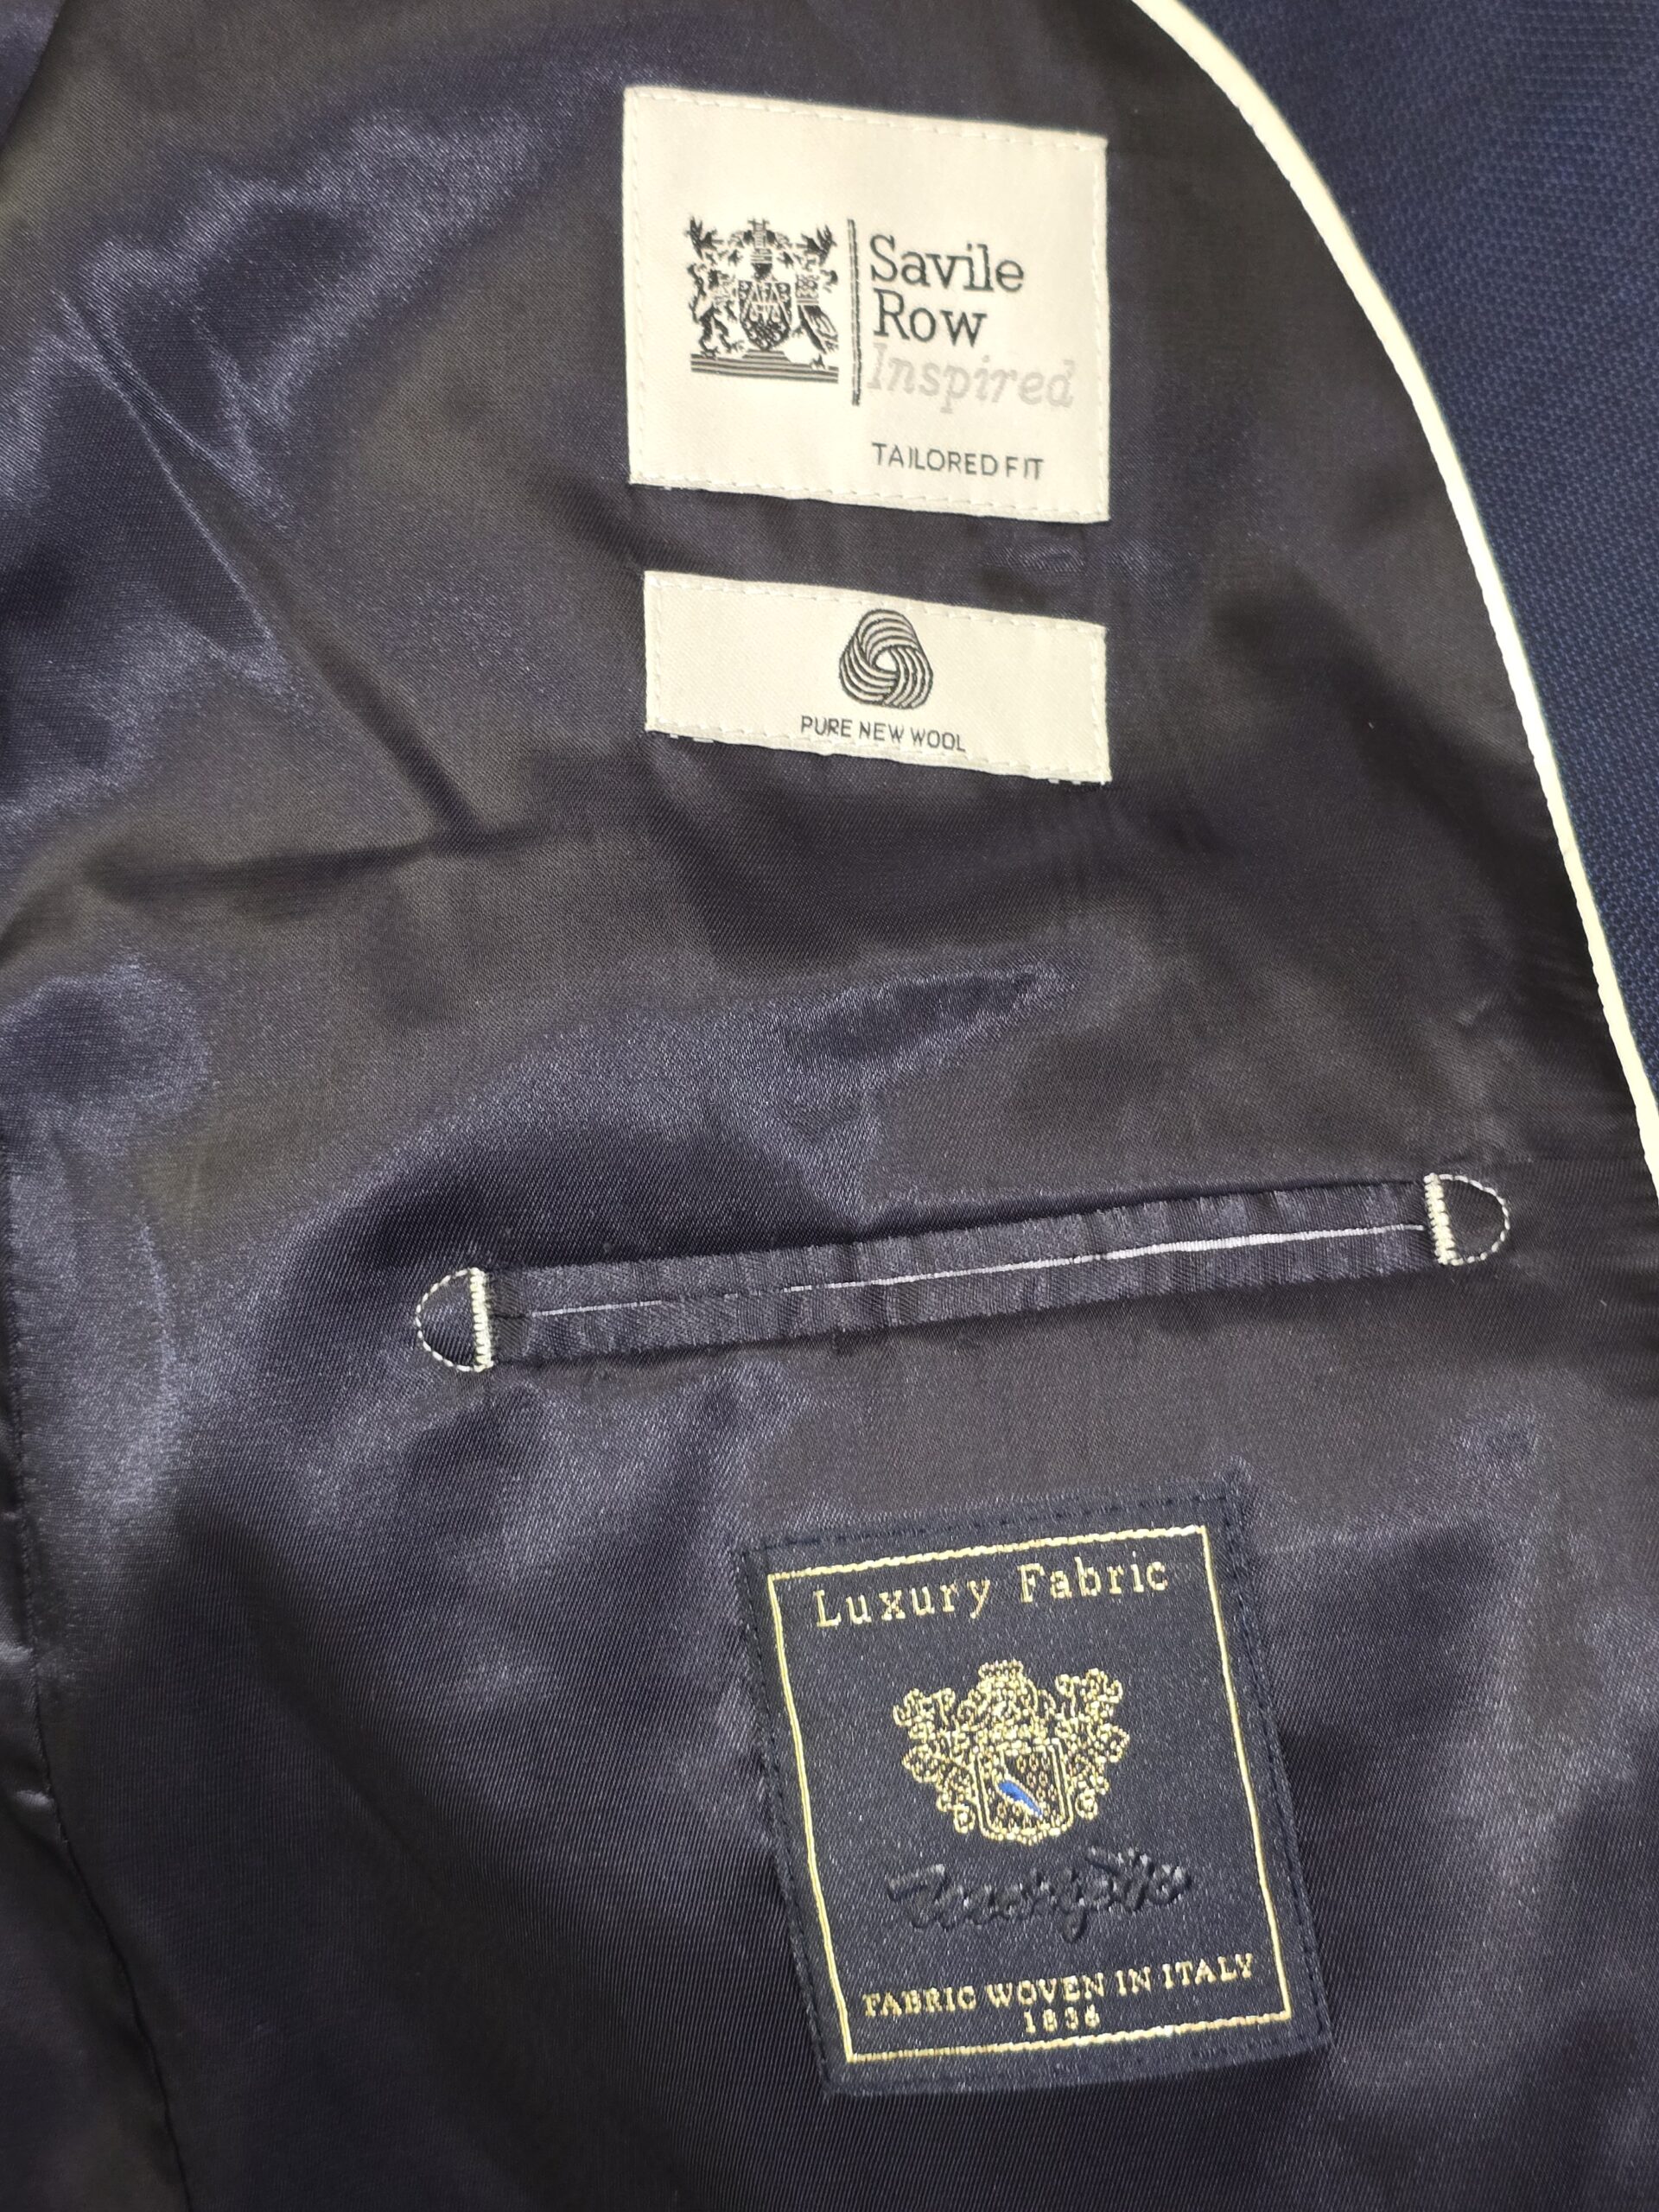 Savile
Row
Inspired
TAILORED FIT
PURE NEW WOOL
Luxury Fabric
FABRIC WOVEN IN ITALY
1836